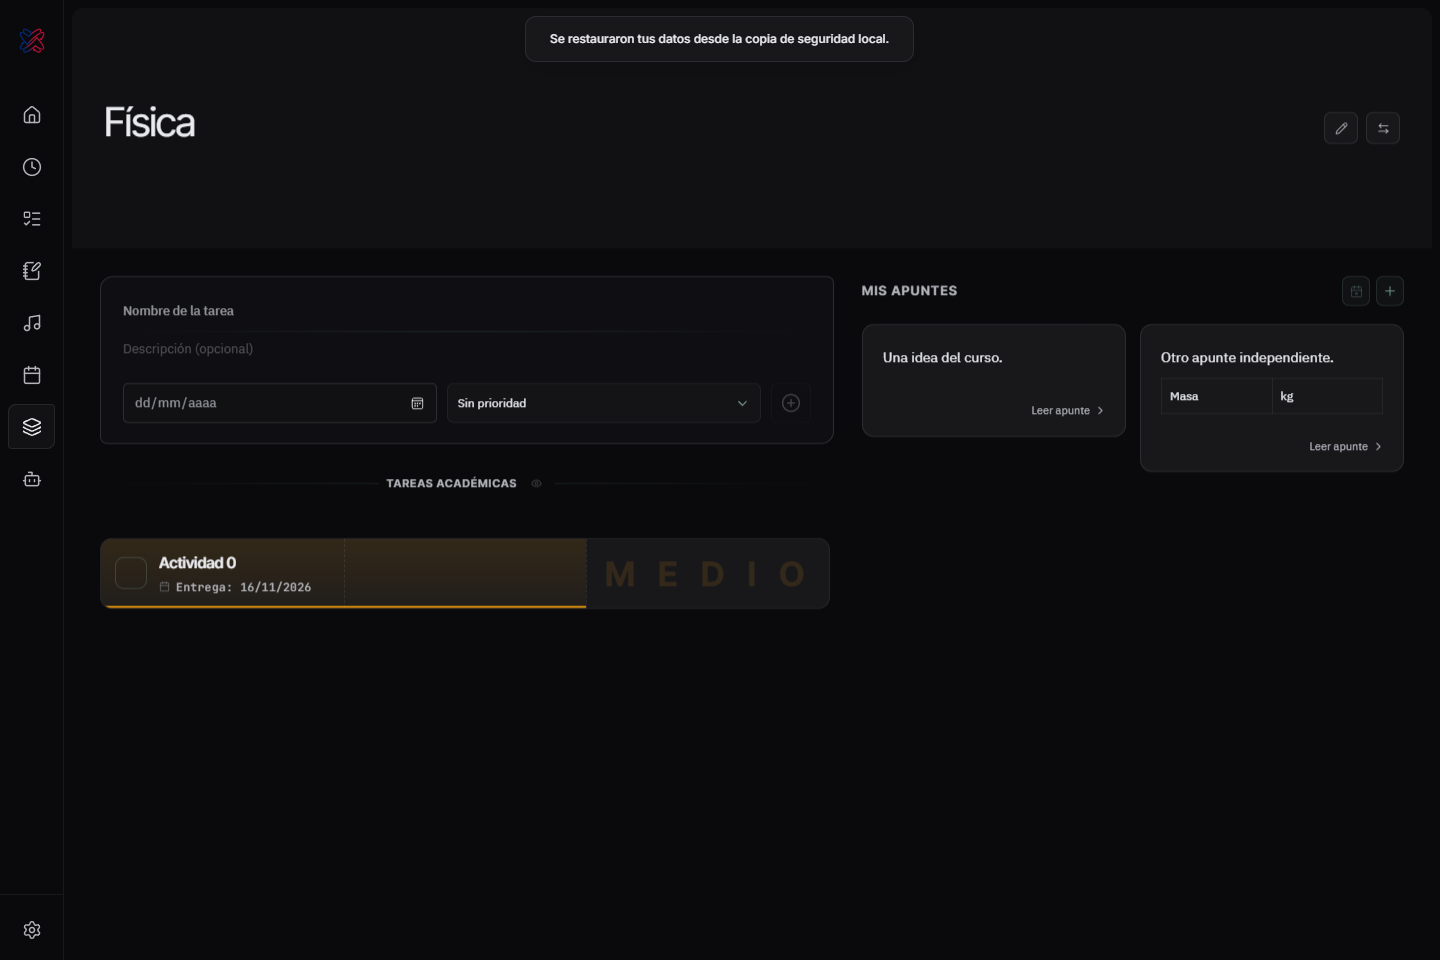 Se restauraron tus datos desde la copia de seguridad local.
Física
Nombre de la tarea
Descripción (opcional)
dd/mm/aaaa
Sin prioridad
TAREAS ACADÉMICAS
Actividad 0
Entrega: 16/11/2026
MEDIO
MIS APUNTES
Una idea del curso.
Leer apunte
Otro apunte independiente.
Masa kg
Leer apunte